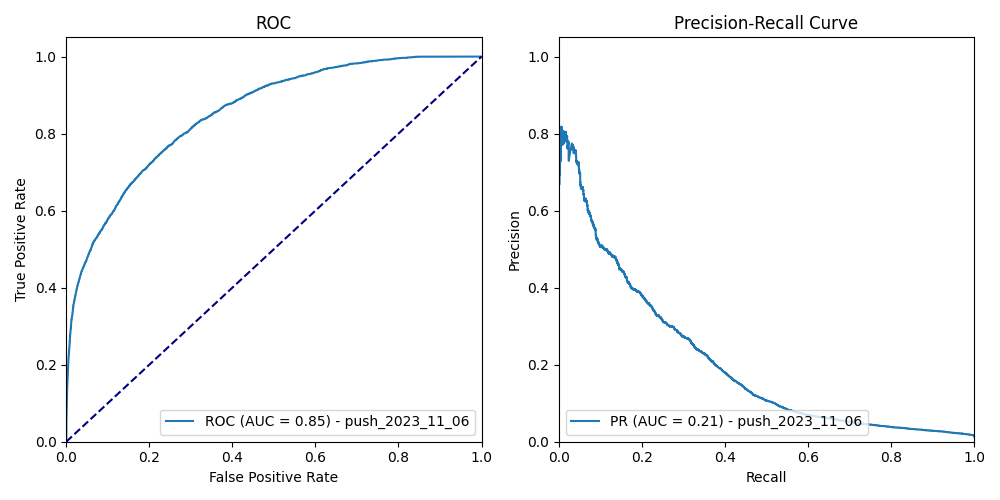 ROC
True Positive Rate
1.0
0.8
0.6
0.4
0.2
0.0
ROC (AUC = 0.85) - push_2023_11_06
0.0 0.2 0.4 0.6 0.8 1.0
False Positive Rate
Precision-Recall Curve
Precision
1.0
0.8
0.6
0.4
0.2
0.0
PR (AUC = 0.21) - push_2023_11_06
0.0 0.2 0.4 0.6 0.8 1.0
Recall